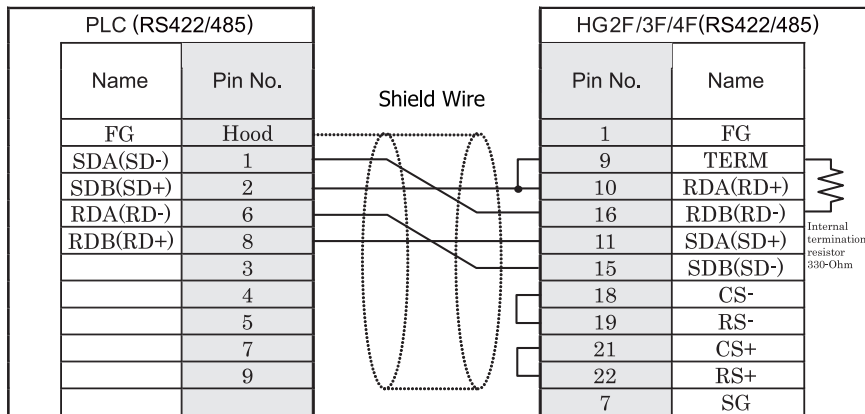 PLC (RS422/485)
Name Pin No.
FG Hood
SDA(SD-) 1
SDB(SD+) 2
RDA(RD-) 6
RDB(RD+) 8
3
4
5
7
9
Shield Wire
HG2F/3F/4F(RS422/485)
Pin No. Name
1 FG
9 TERM
10 RDA(RD+)
16 RDB(RD-)
11 SDA(SD+)
15 SDB(SD-)
18 CS-
19 RS-
21 CS+
22 RS+
7 SG
Internal
termination
resistor
330-Ohm